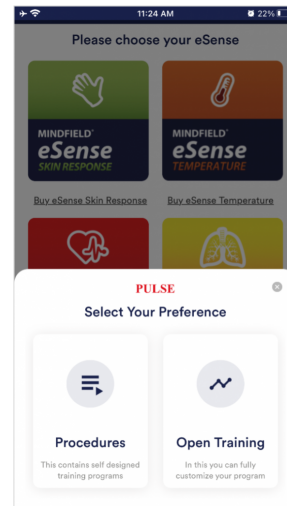 11:24 AM
22%
Please choose your eSense
MINDFIELD®
eSense
SKIN RESPONSE
MINDFIELD®
eSense
TEMPERATURE
Buy eSense Skin Response
Buy eSense Temperature
PULSE
Select Your Preference
Procedures
This contains self designed
training programs
Open Training
In this you can fully
customize your program